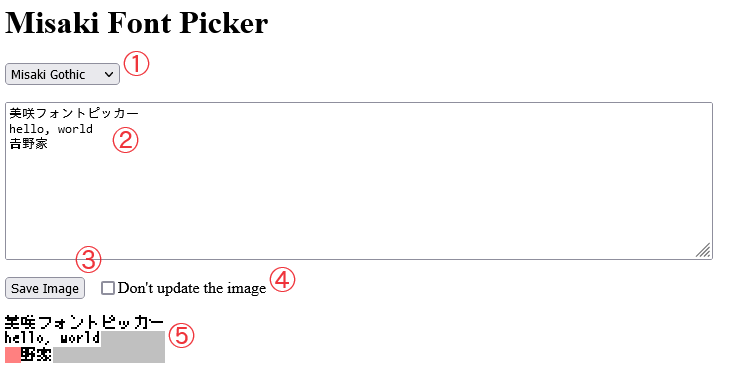 Misaki Font Picker
Misaki Gothic ①
美咲フォントピッカー
hello, world
𠮷野家
②
③
Save Image Don't update the image ④
美咲フォントピッカー
hello, world
野家
⑤